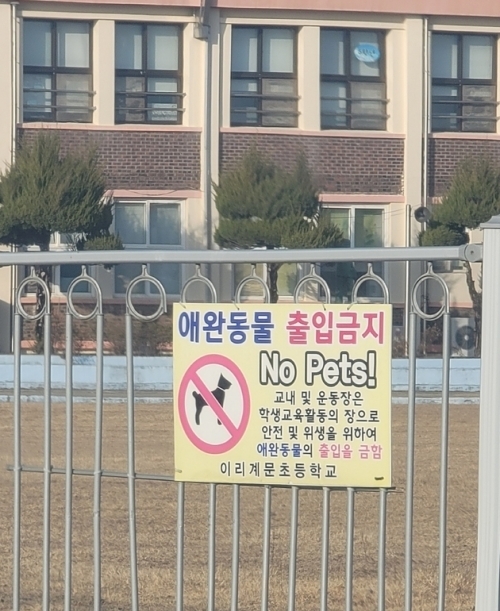 애완동물 출입금지
No Pets!
교내 및 운동장은
학생교육활동의 장으로
안전 및 위생을 위하여
애완동물의 출입을 금함
이리계문초등학교